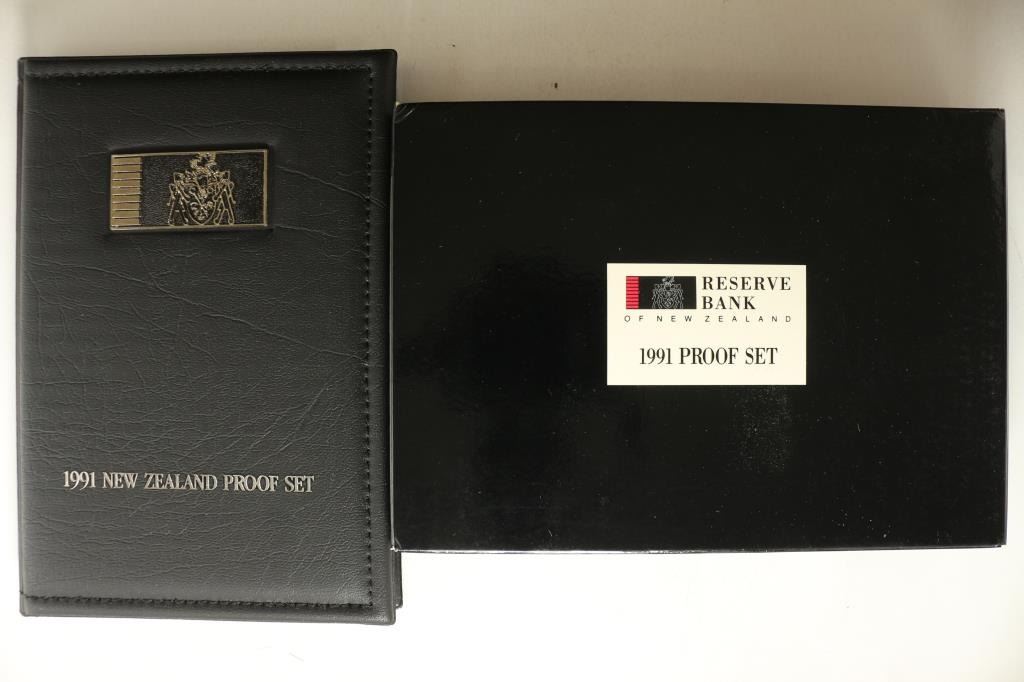 1991 NEW ZEALAND PROOF SET
RESERVE
BANK
OF NEW ZEALAND
1991 PROOF SET